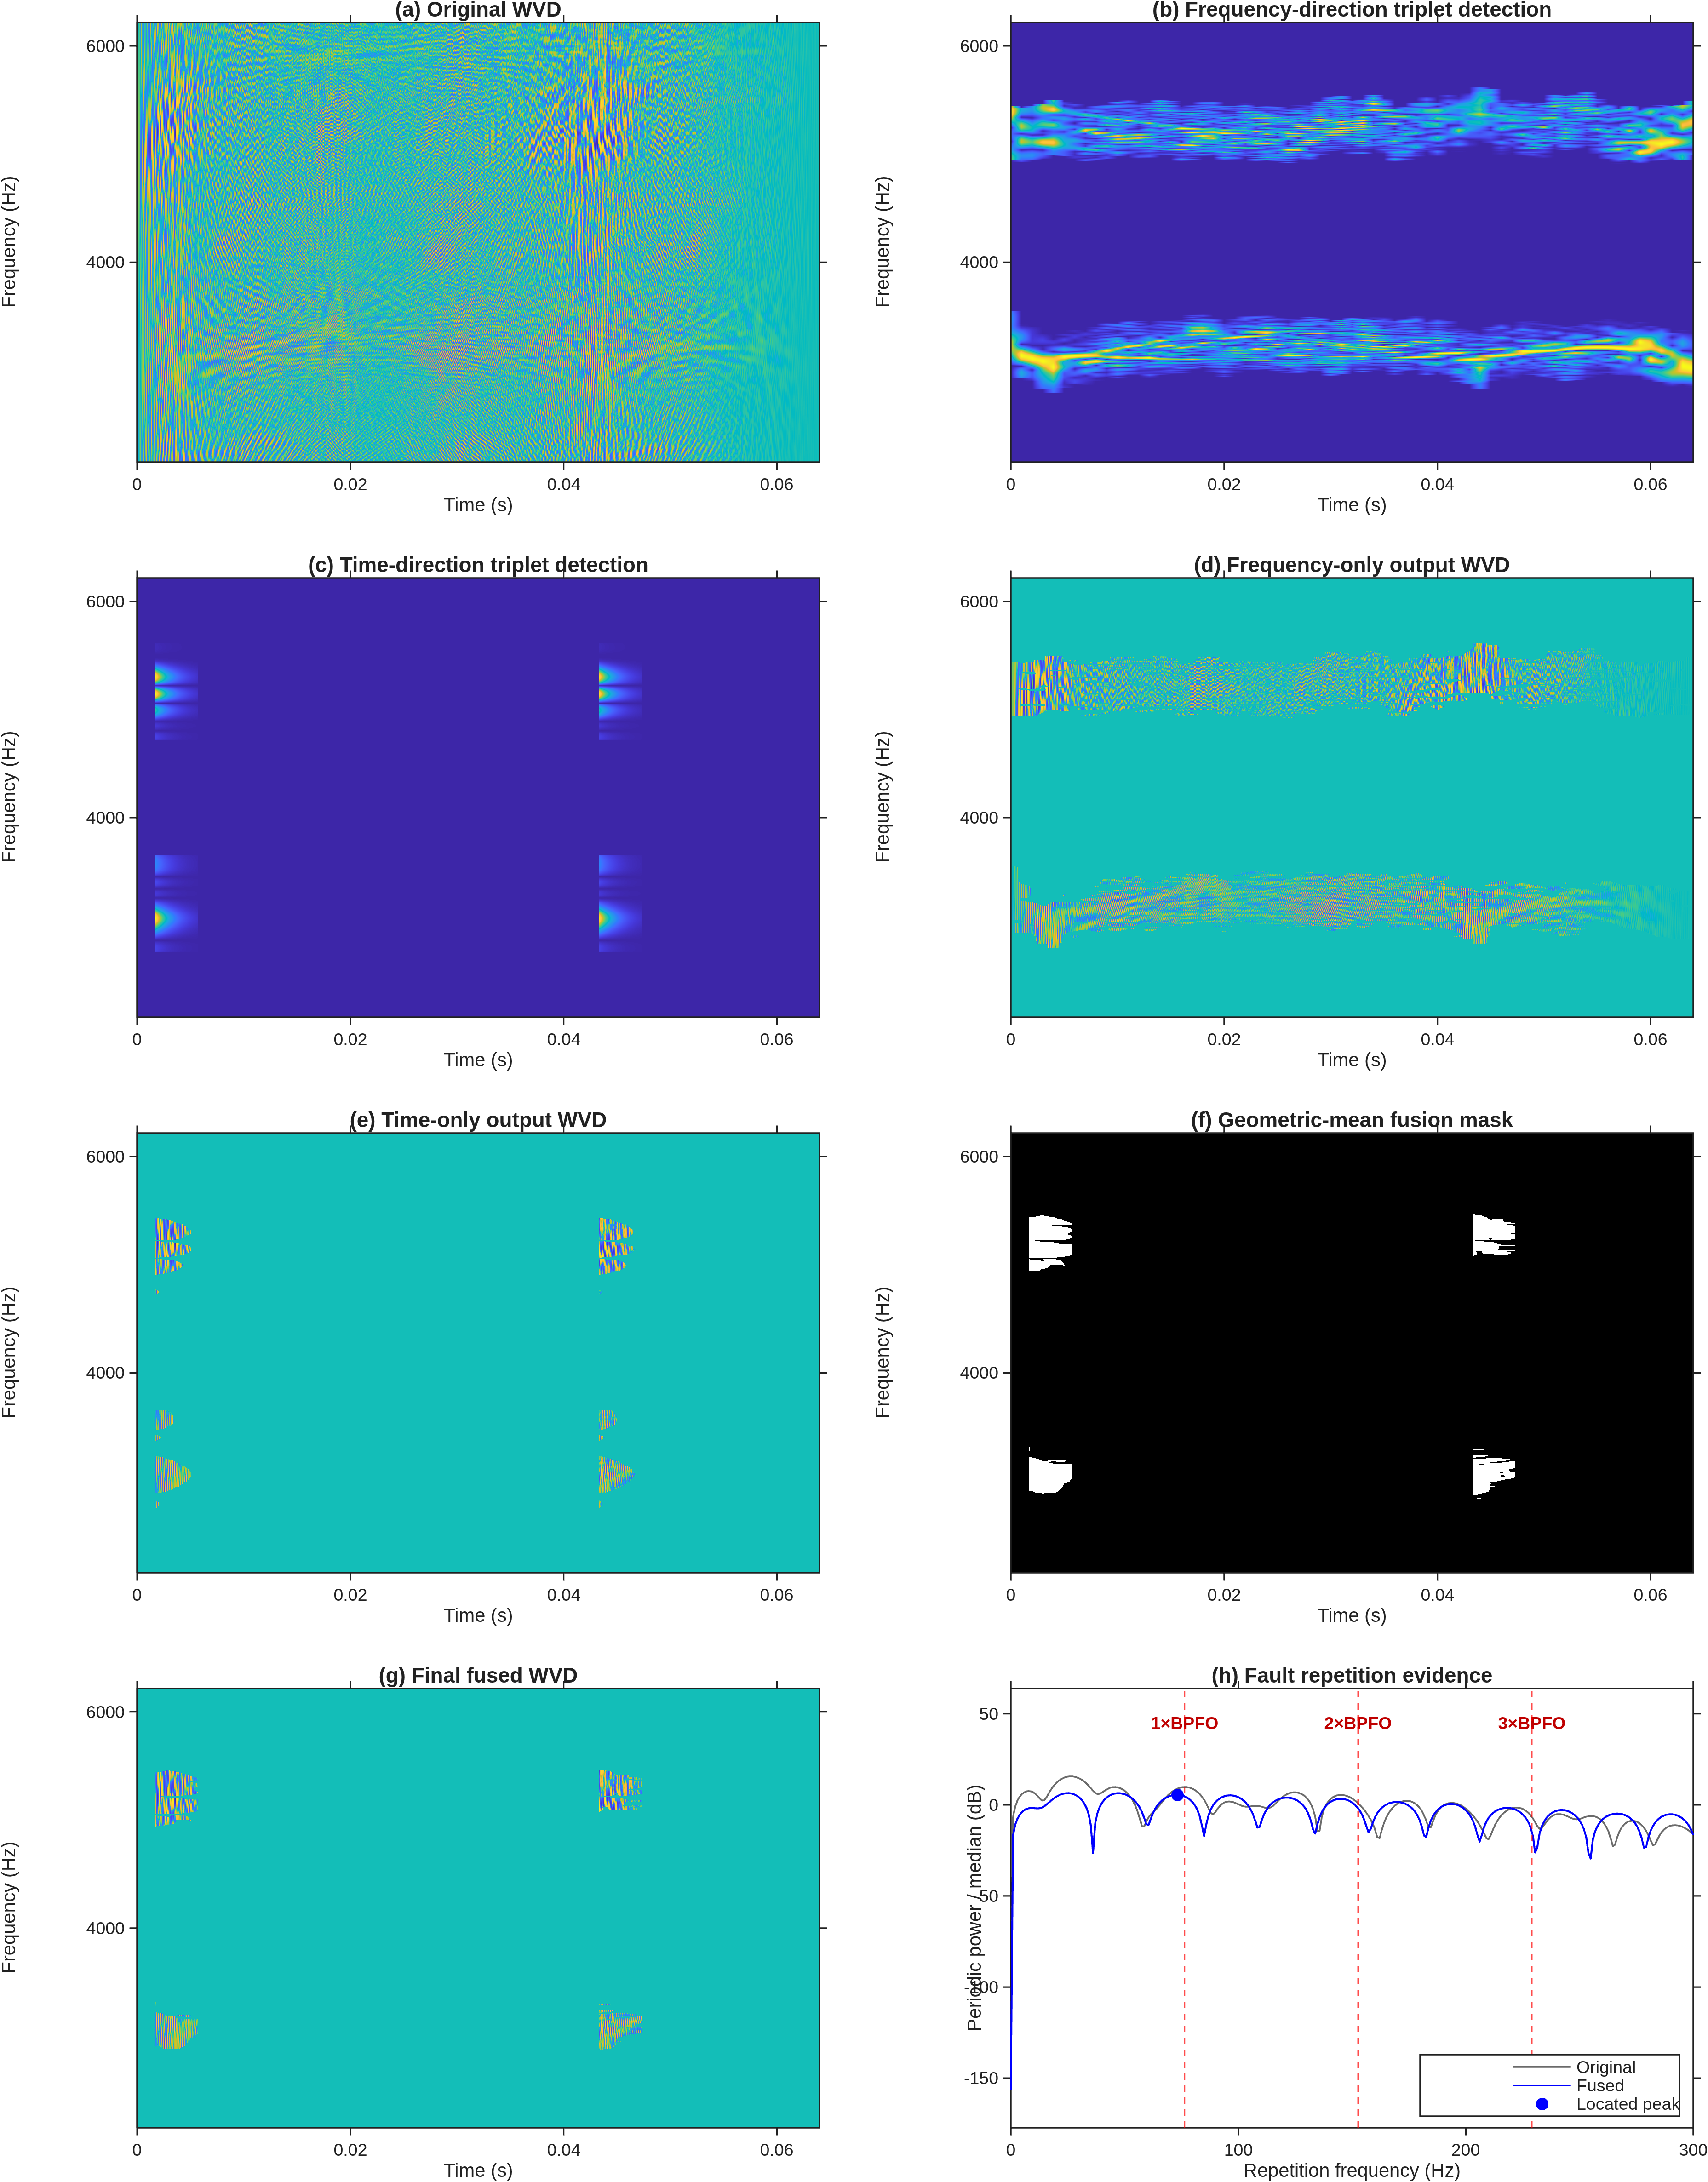 (a) Original WVD
Frequency (Hz)
6000
4000
0 0.02 0.04 0.06
Time (s)
(b) Frequency-direction triplet detection
Frequency (Hz)
6000
4000
0 0.02 0.04 0.06
Time (s)
(c) Time-direction triplet detection
Frequency (Hz)
6000
4000
0 0.02 0.04 0.06
Time (s)
(d) Frequency-only output WVD
Frequency (Hz)
6000
4000
0 0.02 0.04 0.06
Time (s)
(e) Time-only output WVD
Frequency (Hz)
6000
4000
0 0.02 0.04 0.06
Time (s)
(f) Geometric-mean fusion mask
Frequency (Hz)
6000
4000
0 0.02 0.04 0.06
Time (s)
(g) Final fused WVD
Frequency (Hz)
6000
4000
0 0.02 0.04 0.06
Time (s)
(h) Fault repetition evidence
Periodic power / median (dB)
50
0
-50
-100
-150
1×BPFO 2×BPFO 3×BPFO
Original
Fused
Located peak
0 100 200 300
Repetition frequency (Hz)